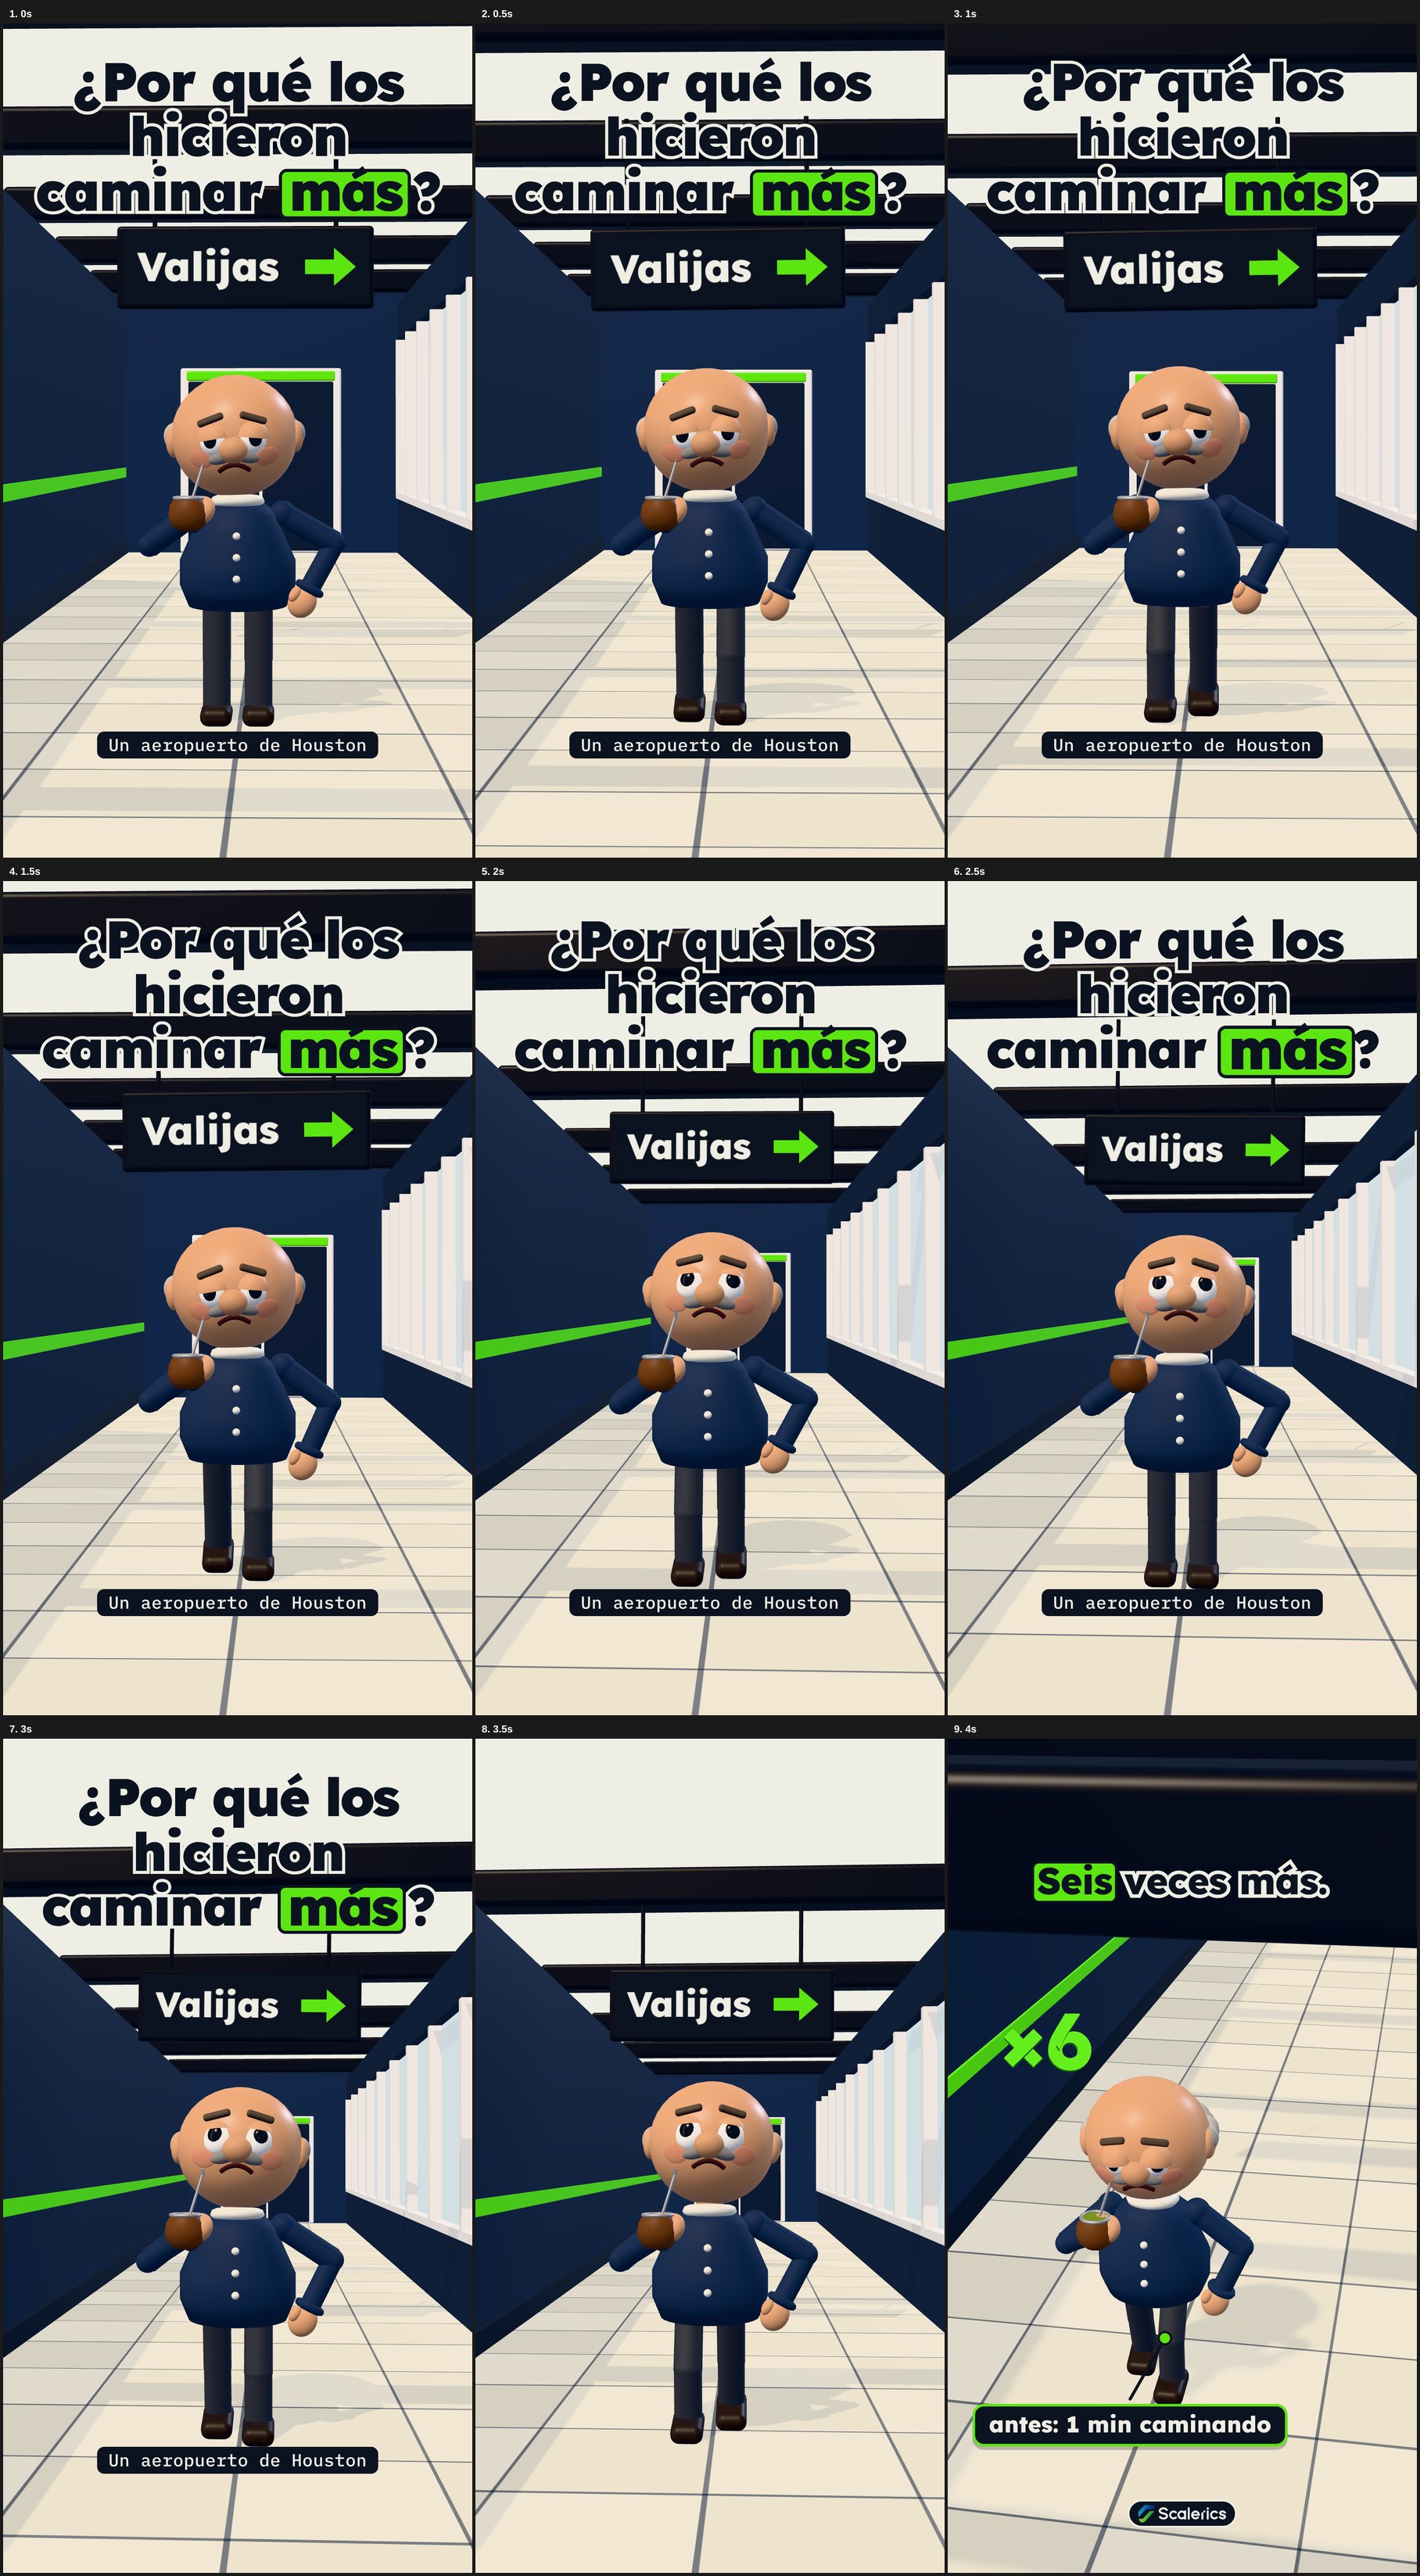 1. 0s
¿Por qué los
hicieron
caminar más?
Valijas
Un aeropuerto de Houston
2. 0.5s
¿Por qué los
hicieron
caminar más?
Valijas
Un aeropuerto de Houston
3. 1s
¿Por qué los
hicieron
caminar más?
Valijas
Un aeropuerto de Houston
4. 1.5s
¿Por qué los
hicieron
caminar más?
Valijas
Un aeropuerto de Houston
5. 2s
¿Por qué los
hicieron
caminar más?
Valijas
Un aeropuerto de Houston
6. 2.5s
¿Por qué los
hicieron
caminar más?
Valijas
Un aeropuerto de Houston
7. 3s
¿Por qué los
hicieron
caminar más?
Valijas
Un aeropuerto de Houston
8. 3.5s
Valijas
9. 4s
Seis veces más.
×6
antes: 1 min caminando
Scalerics